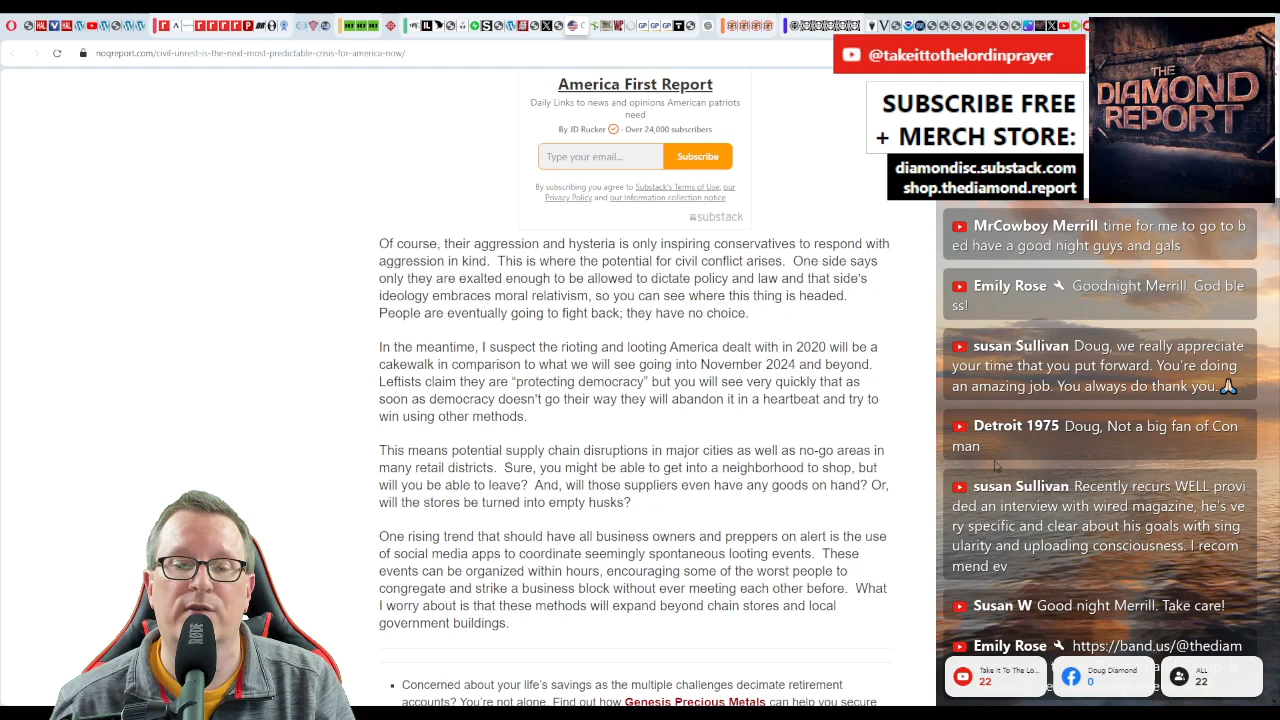 noqreport.com/civil-unrest-is-the-next-most-predictable-crisis-for-america-now/
America First Report
Daily Links to news and opinions American patriots
need
By JD Rucker · Over 24,000 subscribers
Type your email...
Subscribe
By subscribing you agree to Substack's Terms of Use, our
Privacy Policy and our Information collection notice
substack
Of course, their aggression and hysteria is only inspiring conservatives to respond with
aggression in kind. This is where the potential for civil conflict arises. One side says
only they are exalted enough to be allowed to dictate policy and law and that side's
ideology embraces moral relativism, so you can see where this thing is headed.
People are eventually going to fight back; they have no choice.
In the meantime, I suspect the rioting and looting America dealt with in 2020 will be a
cakewalk in comparison to what we will see going into November 2024 and beyond.
Leftists claim they are "protecting democracy" but you will see very quickly that as
soon as democracy doesn't go their way they will abandon it in a heartbeat and try to
win using other methods.
This means potential supply chain disruptions in major cities as well as no-go areas in
many retail districts. Sure, you might be able to get into a neighborhood to shop, but
will you be able to leave? And, will those suppliers even have any goods on hand? Or,
will the stores be turned into empty husks?
One rising trend that should have all business owners and preppers on alert is the use
of social media apps to coordinate seemingly spontaneous looting events. These
events can be organized within hours, encouraging some of the worst people to
congregate and strike a business block without ever meeting each other before. What
I worry about is that these methods will expand beyond chain stores and local
government buildings.
Concerned about your life's savings as the multiple challenges decimate retirement
accounts? You're not alone. Find out how Genesis Precious Metals can help you secure
@takeittothelordinprayer
SUBSCRIBE FREE
+ MERCH STORE:
diamondisc.substack.com
shop.thediamond.report
THE
DIAMOND
REPORT
MrCowboy Merrill time for me to go to b
ed have a good night guys and gals
Emily Rose Goodnight Merrill. God ble
ss!
susan Sullivan Doug, we really appreciate
your time that you put forward. You're doing
an amazing job. You always do thank you.🙏
Detroit 1975 Doug, Not a big fan of Con
man
susan Sullivan Recently recurs WELL provi
ded an interview with wired magazine, he's ve
ry specific and clear about his goals with sing
ularity and uploading consciousness. I recom
mend ev
Susan W Good night Merrill. Take care!
Emily Rose https://band.us/@thediam
Take It To The Lo...
22
Doug Diamond
0
ALL
22